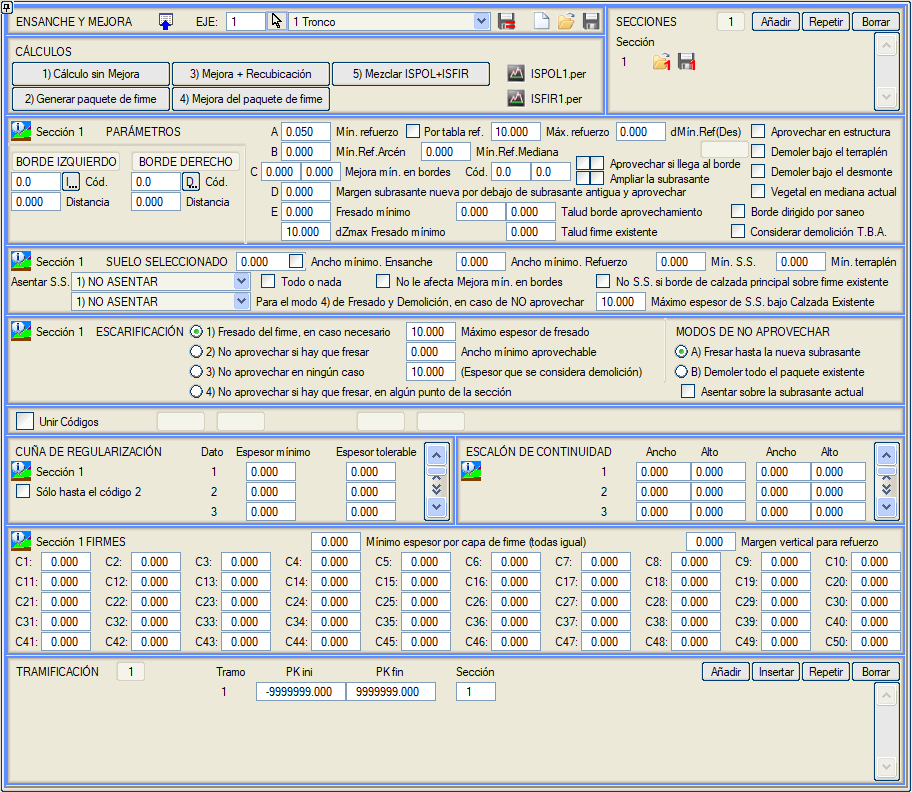 ENSANCHE Y MEJORA EJE: 1 1 Tronco
CÁLCULOS
1) Cálculo sin Mejora 3) Mejora + Recubicación 5) Mezclar ISPOL+ISFIR ISPOL1.per
2) Generar paquete de firme 4) Mejora del paquete de firme ISFIR1.per
SECCIONES 1 Añadir Repetir Borrar
Sección
1
Sección 1 PARÁMETROS
BORDE IZQUIERDO BORDE DERECHO
0.0 I... Cód. 0.0 D... Cód.
0.000 Distancia 0.000 Distancia
A 0.050 Mín. refuerzo Por tabla ref. 10.000 Máx. refuerzo 0.000 dMín.Ref(Des) Aprovechar en estructura
B 0.000 Mín.Ref.Arcén 0.000 Mín.Ref.Mediana Demoler bajo el terraplén
C 0.000 0.000 Mejora mín. en bordes Cód. 0.0 0.0 Aprovechar si llega al borde Demoler bajo el desmonte
Ampliar la subrasante
D 0.000 Margen subrasante nueva por debajo de subrasante antigua y aprovechar Vegetal en mediana actual
E 0.000 Fresado mínimo 0.000 0.000 Talud borde aprovechamiento Borde dirigido por saneo
10.000 dZmax Fresado mínimo 0.000 Talud firme existente Considerar demolición T.B.A.
Sección 1 SUELO SELECCIONADO 0.000 Ancho mínimo. Ensanche 0.000 Ancho mínimo. Refuerzo 0.000 Mín. S.S. 0.000 Mín. terraplén
Asentar S.S. 1) NO ASENTAR Todo o nada No le afecta Mejora mín. en bordes No S.S. si borde de calzada principal sobre firme existente
1) NO ASENTAR Para el modo 4) de Fresado y Demolición, en caso de NO aprovechar 10.000 Máximo espesor de S.S. bajo Calzada Existente
Sección 1 ESCARIFICACIÓN 1) Fresado del firme, en caso necesario 10.000 Máximo espesor de fresado
2) No aprovechar si hay que fresar 0.000 Ancho mínimo aprovechable
3) No aprovechar en ningún caso 10.000 (Espesor que se considera demolición)
4) No aprovechar si hay que fresar, en algún punto de la sección
MODOS DE NO APROVECHAR
A) Fresar hasta la nueva subrasante
B) Demoler todo el paquete existente
Asentar sobre la subrasante actual
Unir Códigos
CUÑA DE REGULARIZACIÓN Dato Espesor mínimo Espesor tolerable
Sección 1 1 0.000 0.000
Sólo hasta el código 2 2 0.000 0.000
3 0.000 0.000
ESCALÓN DE CONTINUIDAD Ancho Alto Ancho Alto
1 0.000 0.000 0.000 0.000
2 0.000 0.000 0.000 0.000
3 0.000 0.000 0.000 0.000
Sección 1 FIRMES 0.000 Mínimo espesor por capa de firme (todas igual) 0.000 Margen vertical para refuerzo
C1: 0.000 C2: 0.000 C3: 0.000 C4: 0.000 C5: 0.000 C6: 0.000 C7: 0.000 C8: 0.000 C9: 0.000 C10: 0.000
C11: 0.000 C12: 0.000 C13: 0.000 C14: 0.000 C15: 0.000 C16: 0.000 C17: 0.000 C18: 0.000 C19: 0.000 C20: 0.000
C21: 0.000 C22: 0.000 C23: 0.000 C24: 0.000 C25: 0.000 C26: 0.000 C27: 0.000 C28: 0.000 C29: 0.000 C30: 0.000
C31: 0.000 C32: 0.000 C33: 0.000 C34: 0.000 C35: 0.000 C36: 0.000 C37: 0.000 C38: 0.000 C39: 0.000 C40: 0.000
C41: 0.000 C42: 0.000 C43: 0.000 C44: 0.000 C45: 0.000 C46: 0.000 C47: 0.000 C48: 0.000 C49: 0.000 C50: 0.000
TRAMIFICACIÓN 1 Tramo PK ini PK fin Sección Añadir Insertar Repetir Borrar
1 -9999999.000 9999999.000 1